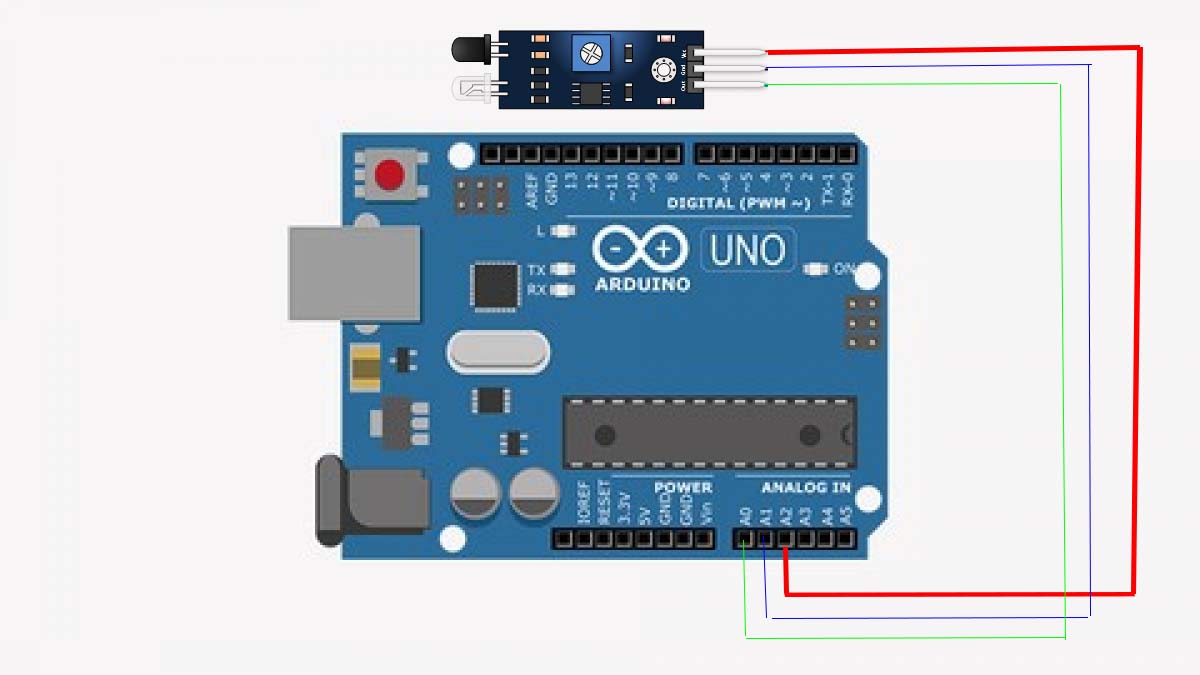 Vcc
Gnd
Out
AREF
GND
13
12
~11
~10
~9
8
7
~6
~5
4
~3
2
TX→1
RX←0
DIGITAL (PWM ~)
L
TX
RX
UNO
ARDUINO
ON
POWER
ANALOG IN
IOREF
RESET
3.3V
5V
GND
GND
Vin
A0
A1
A2
A3
A4
A5